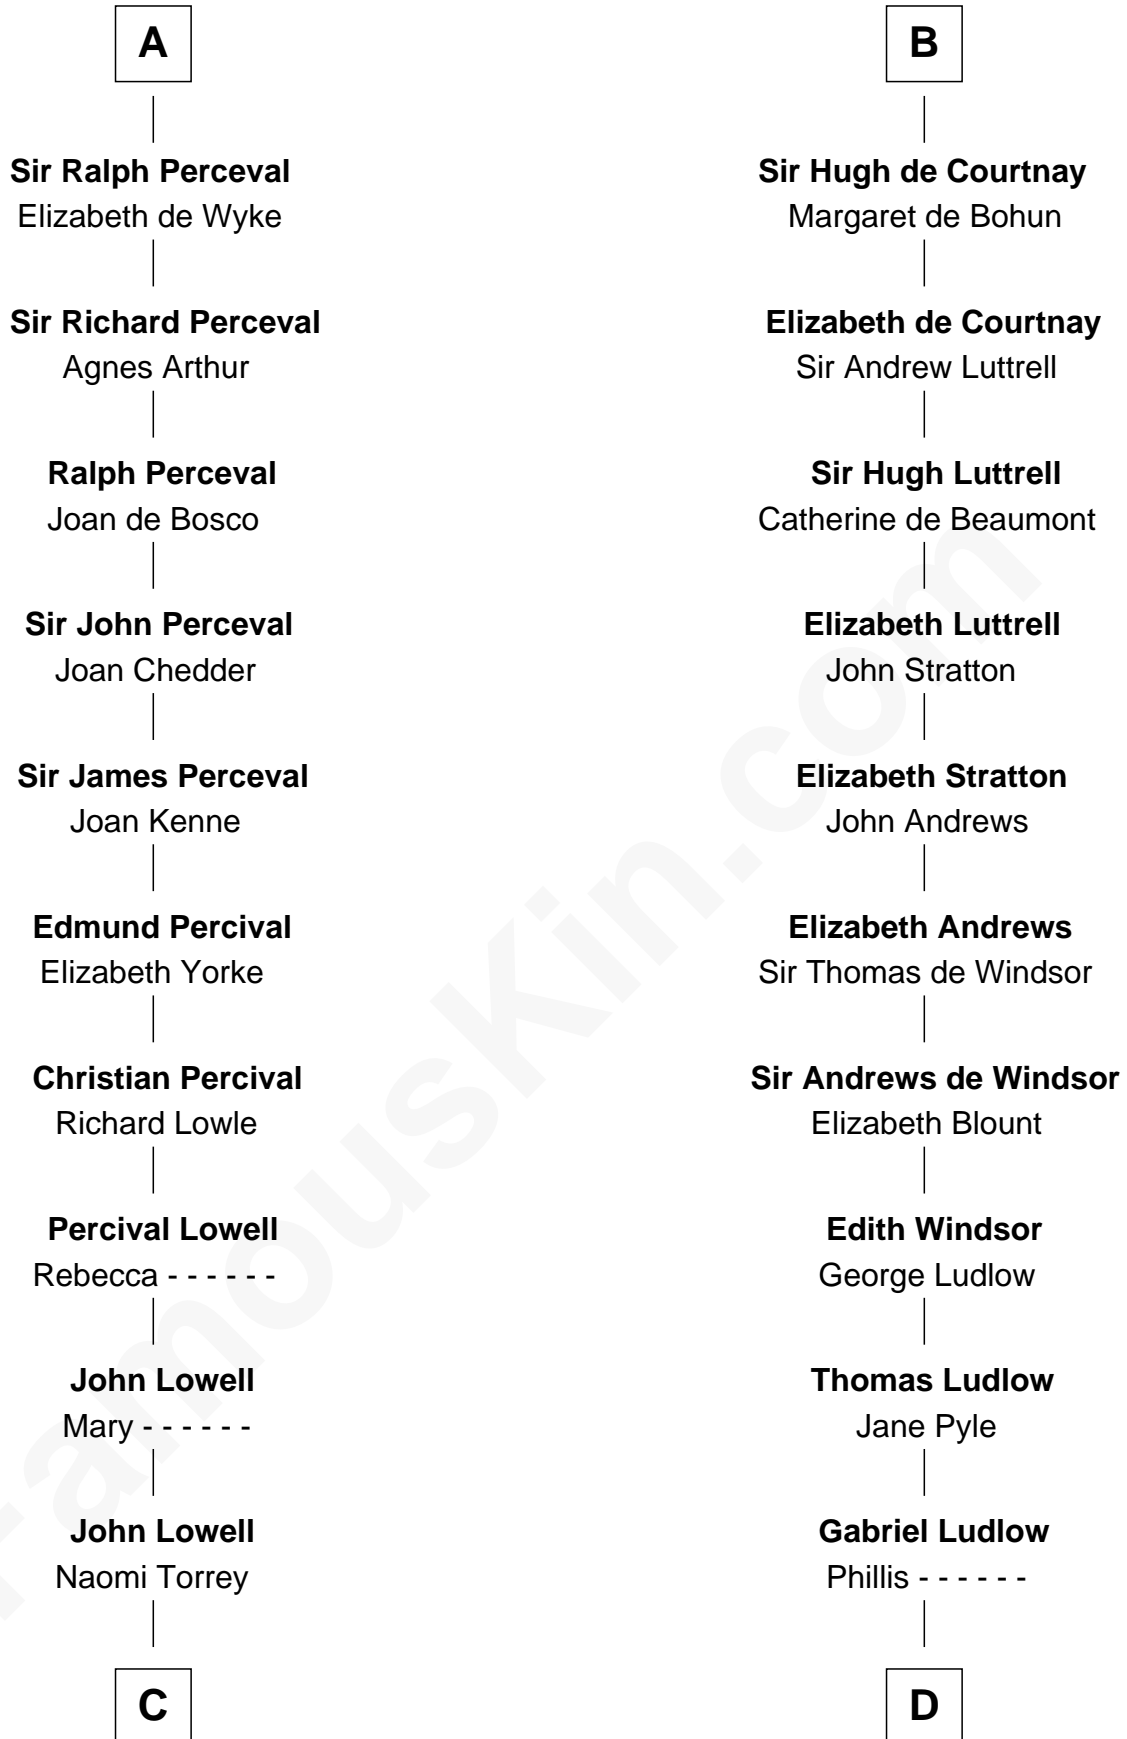 A
Sir Ralph Perceval
Elizabeth de Wyke
Sir Richard Perceval
Agnes Arthur
Ralph Perceval
Joan de Bosco
Sir John Perceval
Joan Chedder
Sir James Perceval
Joan Kenne
Edmund Percival
Elizabeth Yorke
Christian Percival
Richard Lowle
Percival Lowell
Rebecca - - - - - -
John Lowell
Mary - - - - - -
John Lowell
Naomi Torrey
C
B
Sir Hugh de Courtnay
Margaret de Bohun
Elizabeth de Courtnay
Sir Andrew Luttrell
Sir Hugh Luttrell
Catherine de Beaumont
Elizabeth Luttrell
John Stratton
Elizabeth Stratton
John Andrews
Elizabeth Andrews
Sir Thomas de Windsor
Sir Andrews de Windsor
Elizabeth Blount
Edith Windsor
George Ludlow
Thomas Ludlow
Jane Pyle
Gabriel Ludlow
Phillis - - - - - -
D
FamousKin.com